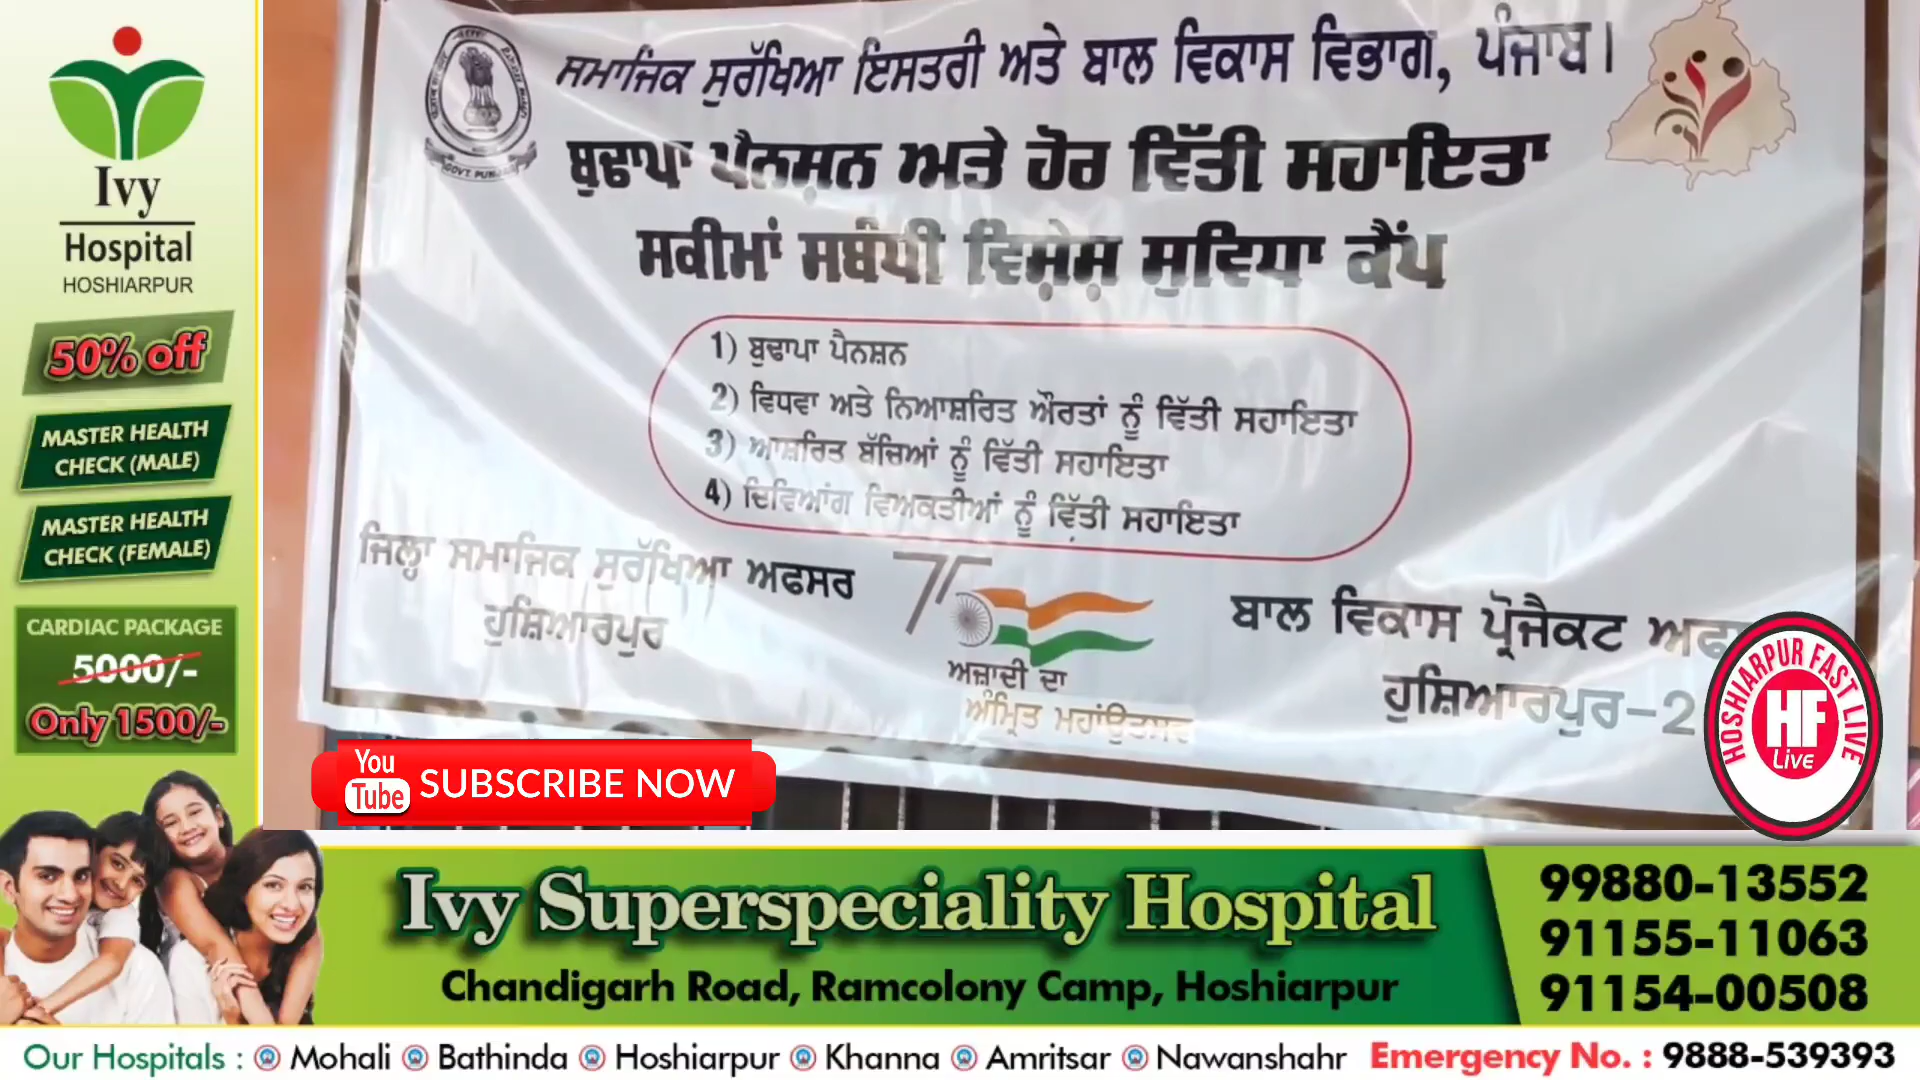 Ivy
Hospital
HOSHIARPUR
50% off
MASTER HEALTH
CHECK (MALE)
MASTER HEALTH
CHECK (FEMALE)
CARDIAC PACKAGE
5000/-
Only 1500/-
ਸਮਾਜਿਕ ਸੁਰੱਖਿਆ ਇਸਤਰੀ ਅਤੇ ਬਾਲ ਵਿਕਾਸ ਵਿਭਾਗ, ਪੰਜਾਬ।
ਬੁਢਾਪਾ ਪੈਨਸ਼ਨ ਅਤੇ ਹੋਰ ਵਿੱਤੀ ਸਹਾਇਤਾ
ਸਕੀਮਾਂ ਸਬੰਧੀ ਵਿਸ਼ੇਸ਼ ਸੁਵਿਧਾ ਕੈਂਪ
1) ਬੁਢਾਪਾ ਪੈਨਸ਼ਨ
2) ਵਿਧਵਾ ਅਤੇ ਨਿਆਸ਼ਰਿਤ ਔਰਤਾਂ ਨੂੰ ਵਿੱਤੀ ਸਹਾਇਤਾ
3) ਆਸ਼ਰਿਤ ਬੱਚਿਆਂ ਨੂੰ ਵਿੱਤੀ ਸਹਾਇਤਾ
4) ਦਿਵਿਆਂਗ ਵਿਅਕਤੀਆਂ ਨੂੰ ਵਿੱਤੀ ਸਹਾਇਤਾ
ਜਿਲ੍ਹਾ ਸਮਾਜਿਕ ਸੁਰੱਖਿਆ ਅਫਸਰ
ਹੁਸ਼ਿਆਰਪੁਰ
75
ਅਜ਼ਾਦੀ ਦਾ
ਅੰਮ੍ਰਿਤ ਮਹਾਂਉਤਸਵ
ਬਾਲ ਵਿਕਾਸ ਪ੍ਰੋਜੈਕਟ
ਹੁਸ਼ਿਆਰਪੁਰ-2
HOSHIARPUR FAST LIVE
HF
Live
You
Tube SUBSCRIBE NOW
Ivy Superspeciality Hospital
Chandigarh Road, Ramcolony Camp, Hoshiarpur
99880-13552
91155-11063
91154-00508
Our Hospitals : Mohali Bathinda Hoshiarpur Khanna Amritsar Nawanshahr Emergency No. : 9888-539393